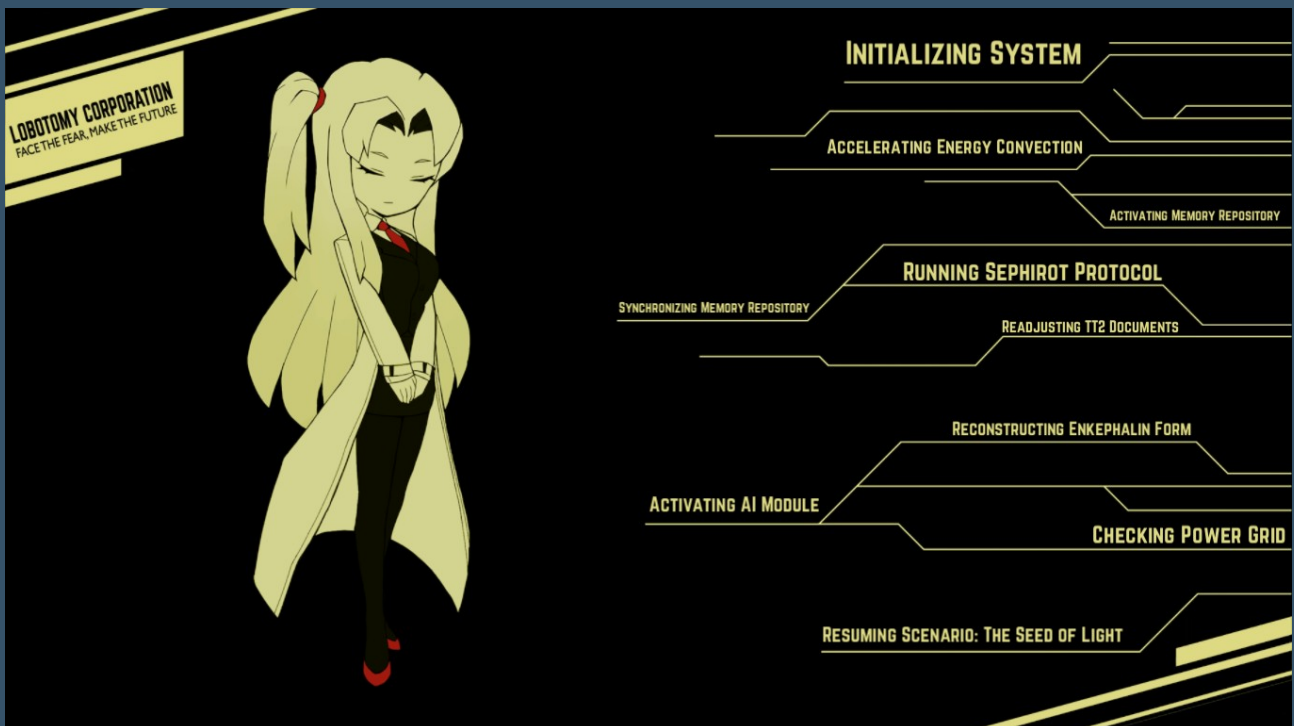 LOBOTOMY CORPORATION
FACE THE FEAR, MAKE THE FUTURE
INITIALIZING SYSTEM
ACCELERATING ENERGY CONVECTION
ACTIVATING MEMORY REPOSITORY
RUNNING SEPHIROT PROTOCOL
SYNCHRONIZING MEMORY REPOSITORY
READJUSTING TT2 DOCUMENTS
RECONSTRUCTING ENKEPHALIN FORM
ACTIVATING AI MODULE
CHECKING POWER GRID
RESUMING SCENARIO: THE SEED OF LIGHT